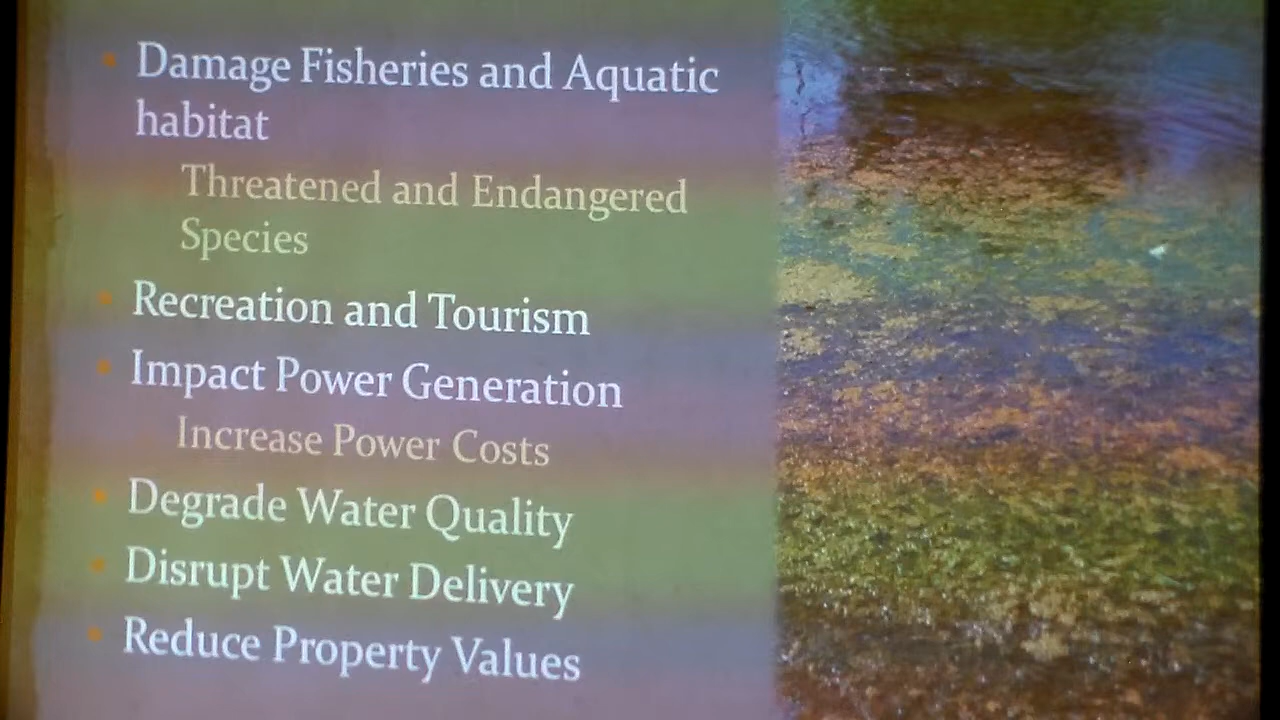 Damage Fisheries and Aquatic
habitat
Threatened and Endangered
Species
Recreation and Tourism
Impact Power Generation
Increase Power Costs
Degrade Water Quality
Disrupt Water Delivery
Reduce Property Values